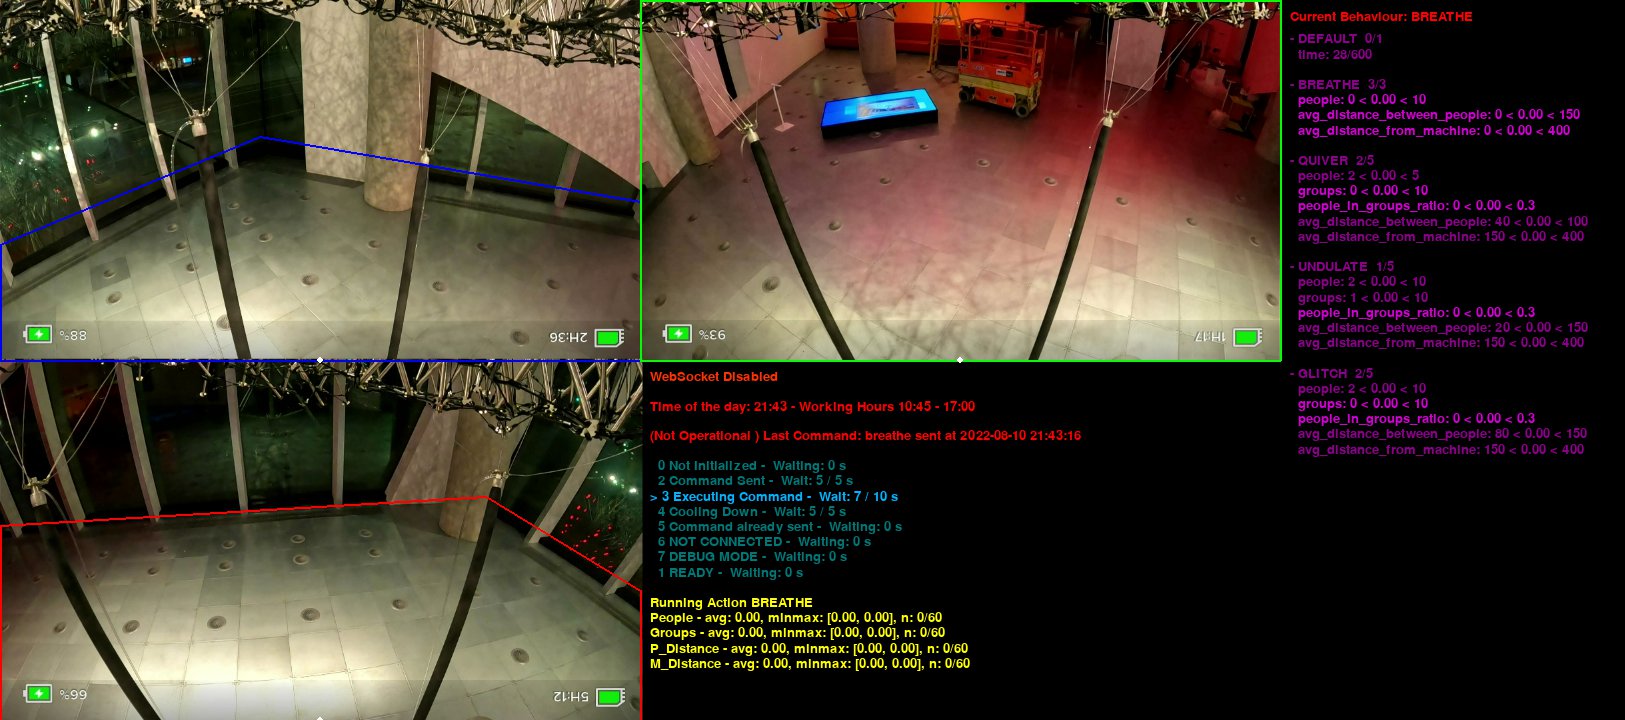 88%
2H:36
93%
1H:17
Current Behaviour: BREATHE
- DEFAULT 0/1
time: 28/600
- BREATHE 3/3
people: 0 < 0.00 < 10
avg_distance_between_people: 0 < 0.00 < 150
avg_distance_from_machine: 0 < 0.00 < 400
- QUIVER 2/5
people: 2 < 0.00 < 5
groups: 0 < 0.00 < 10
people_in_groups_ratio: 0 < 0.00 < 0.3
avg_distance_between_people: 40 < 0.00 < 100
avg_distance_from_machine: 150 < 0.00 < 400
- UNDULATE 1/5
people: 2 < 0.00 < 10
groups: 1 < 0.00 < 10
people_in_groups_ratio: 0 < 0.00 < 0.3
avg_distance_between_people: 20 < 0.00 < 150
avg_distance_from_machine: 150 < 0.00 < 400
- GLITCH 2/5
people: 2 < 0.00 < 10
groups: 0 < 0.00 < 10
people_in_groups_ratio: 0 < 0.00 < 0.3
avg_distance_between_people: 80 < 0.00 < 150
avg_distance_from_machine: 150 < 0.00 < 400
WebSocket Disabled
Time of the day: 21:43 - Working Hours 10:45 - 17:00
(Not Operational ) Last Command: breathe sent at 2022-08-10 21:43:16
0 Not Initialized - Waiting: 0 s
2 Command Sent - Wait: 5 / 5 s
> 3 Executing Command - Wait: 7 / 10 s
4 Cooling Down - Wait: 5 / 5 s
5 Command already sent - Waiting: 0 s
6 NOT CONNECTED - Waiting: 0 s
7 DEBUG MODE - Waiting: 0 s
1 READY - Waiting: 0 s
Running Action BREATHE
People - avg: 0.00, minmax: [0.00, 0.00], n: 0/60
Groups - avg: 0.00, minmax: [0.00, 0.00], n: 0/60
P_Distance - avg: 0.00, minmax: [0.00, 0.00], n: 0/60
M_Distance - avg: 0.00, minmax: [0.00, 0.00], n: 0/60
5H:12